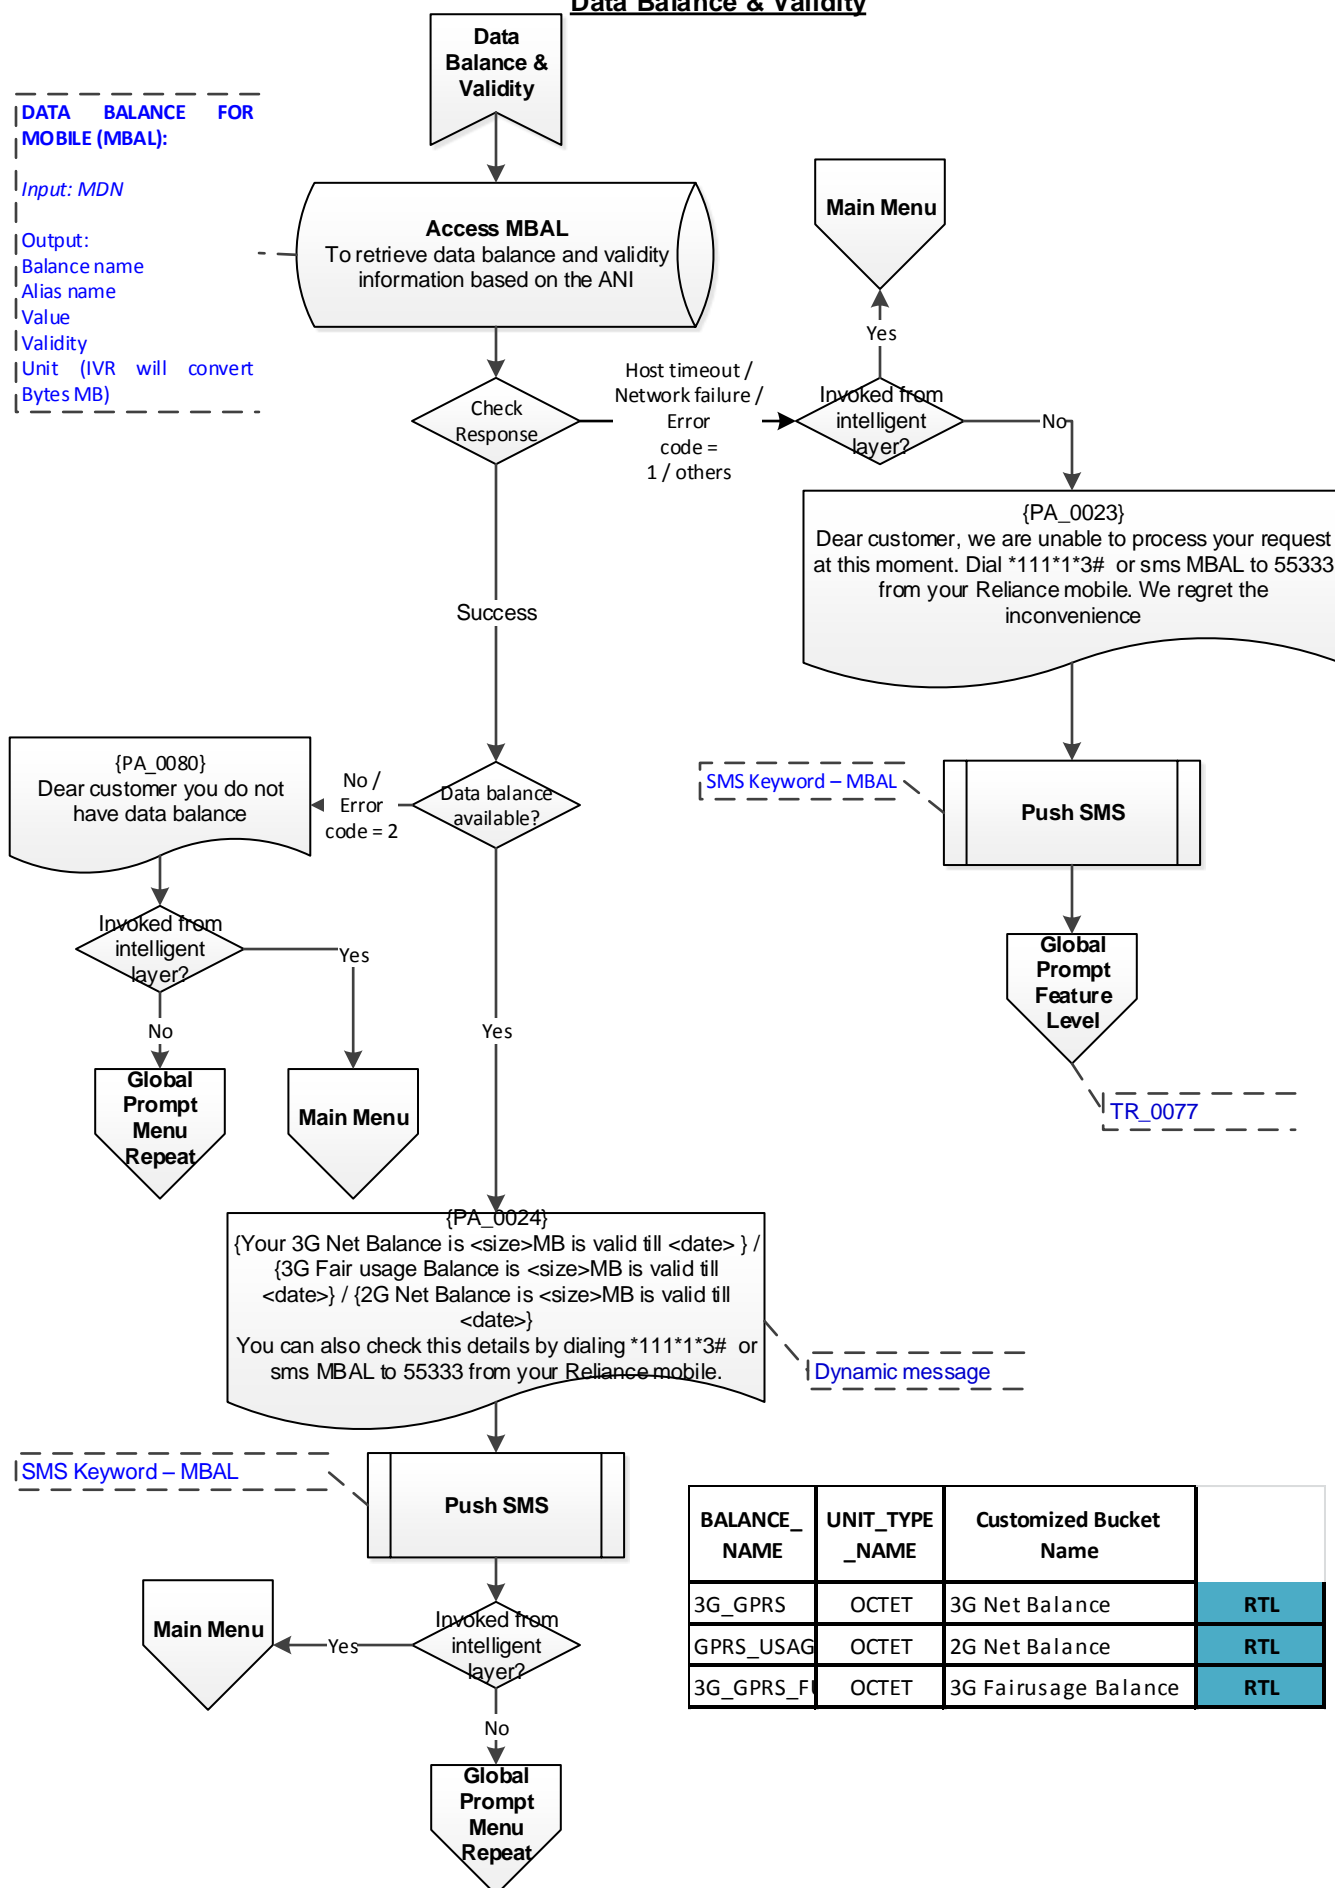 Data Balance & Validity
Data
Balance &
Validity
DATA BALANCE FOR
MOBILE (MBAL):
Input: MDN
Output:
Balance name
Alias name
Value
Validity
Unit (IVR will convert
Bytes MB)
Access MBAL
To retrieve data balance and validity
information based on the ANI
Main Menu
Yes
Check
Response
Host timeout /
Network failure /
Error
code =
1 / others
Invoked from
intelligent
layer?
No
{PA_0023}
Dear customer, we are unable to process your request
at this moment. Dial *111*1*3# or sms MBAL to 55333
from your Reliance mobile. We regret the
inconvenience
Success
{PA_0080}
Dear customer you do not
have data balance
No /
Error
code = 2
Data balance
available?
SMS Keyword – MBAL
Push SMS
Invoked from
intelligent
layer?
Yes
No
Yes
Global
Prompt
Feature
Level
TR_0077
Global
Prompt
Menu
Repeat
Main Menu
{PA_0024}
{Your 3G Net Balance is <size>MB is valid till <date> } /
{3G Fair usage Balance is <size>MB is valid till
<date>} / {2G Net Balance is <size>MB is valid till
<date>}
You can also check this details by dialing *111*1*3# or
sms MBAL to 55333 from your Reliance mobile.
Dynamic message
SMS Keyword – MBAL
Push SMS
Main Menu
Yes
Invoked from
intelligent
layer?
No
Global
Prompt
Menu
Repeat
BALANCE_ UNIT_TYPE Customized Bucket
NAME _NAME Name
3G_GPRS OCTET 3G Net Balance RTL
GPRS_USAG OCTET 2G Net Balance RTL
3G_GPRS_FU OCTET 3G Fairusage Balance RTL